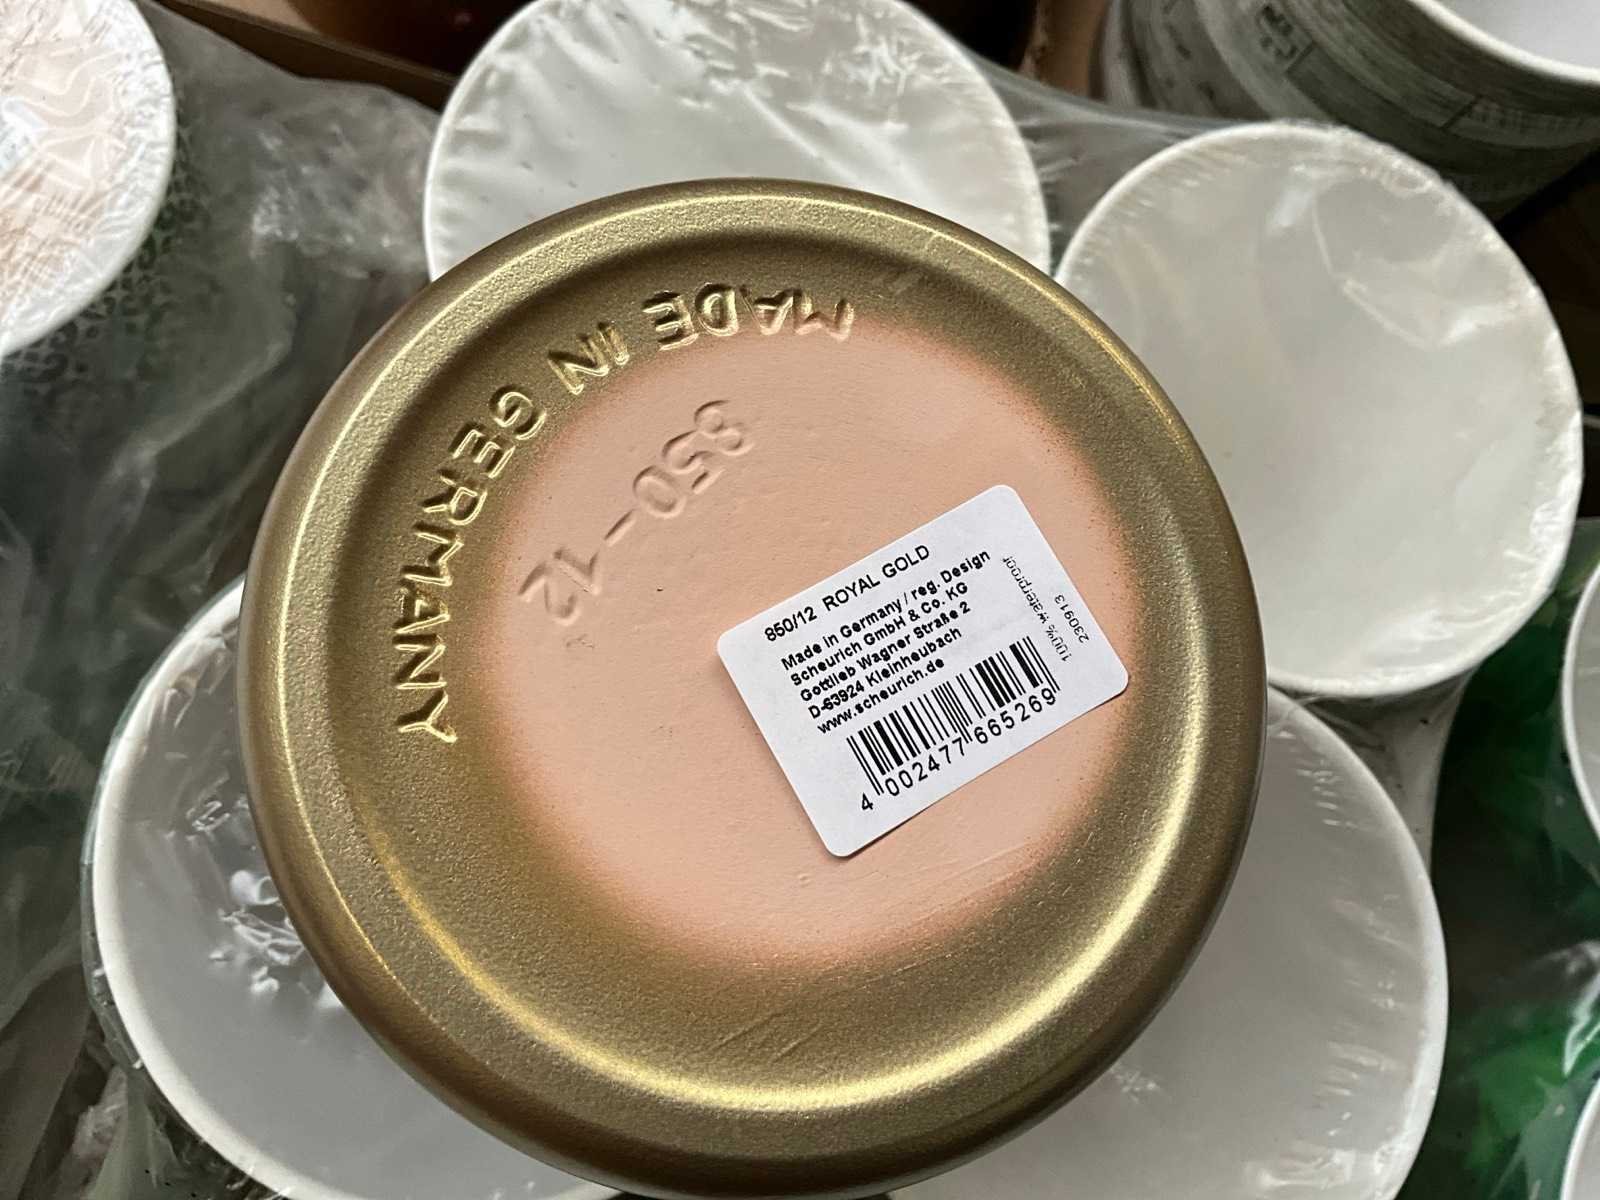 MADE IN GERMANY
850-12
850/12 ROYAL GOLD
Made in Germany / reg. Design
Scheurich GmbH & Co. KG
Gottlieb Wagner Straße 2
D-63924 Kleinheubach
www.scheurich.de
4 002477 665269
100% waterproof
230913